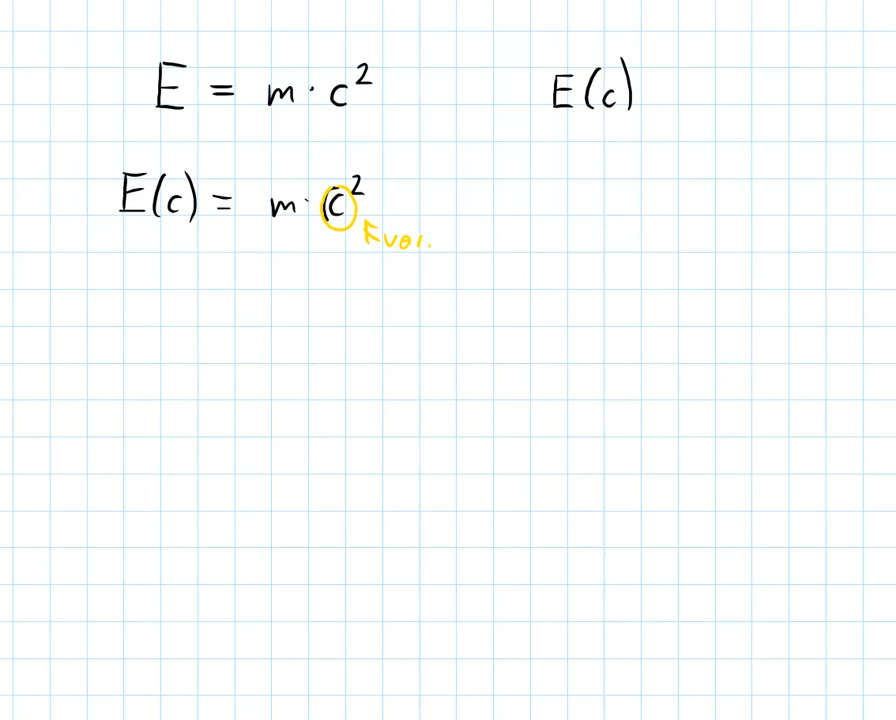 E = m · c² E(c)
E(c) = m · c²
var.